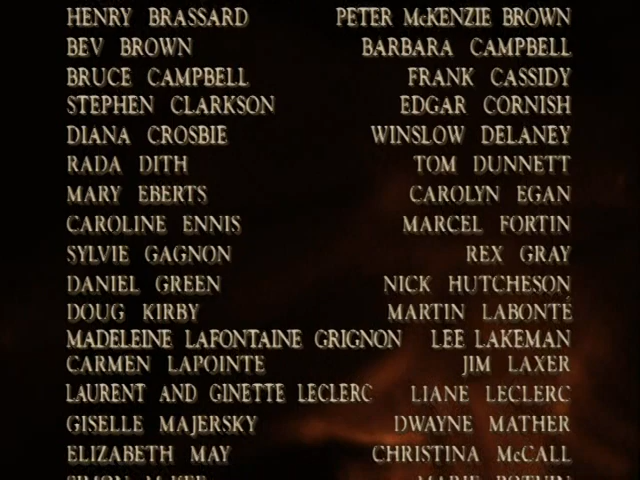 HENRY BRASSARD PETER McKENZIE BROWN
BEV BROWN BARBARA CAMPBELL
BRUCE CAMPBELL FRANK CASSIDY
STEPHEN CLARKSON EDGAR CORNISH
DIANA CROSBIE WINSLOW DELANEY
RADA DITH TOM DUNNETT
MARY EBERTS CAROLYN EGAN
CAROLINE ENNIS MARCEL FORTIN
SYLVIE GAGNON REX GRAY
DANIEL GREEN NICK HUTCHESON
DOUG KIRBY MARTIN LABONTÉ
MADELEINE LAFONTAINE GRIGNON LEE LAKEMAN
CARMEN LAPOINTE JIM LAXER
LAURENT AND GINETTE LECLERC LIANE LECLERC
GISELLE MAJERSKY DWAYNE MATHER
ELIZABETH MAY CHRISTINA McCALL